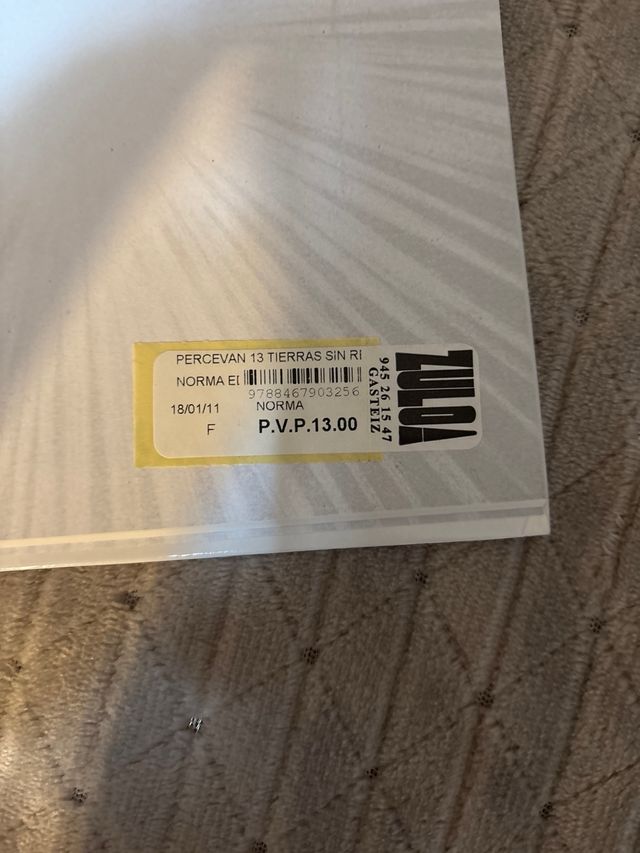 PERCEVAN 13 TIERRAS SIN RE
NORMA EI
9788467903256
18/01/11
NORMA
F
P.V.P.13.00
945 26 15 47
GASTEIZ
ZULOA